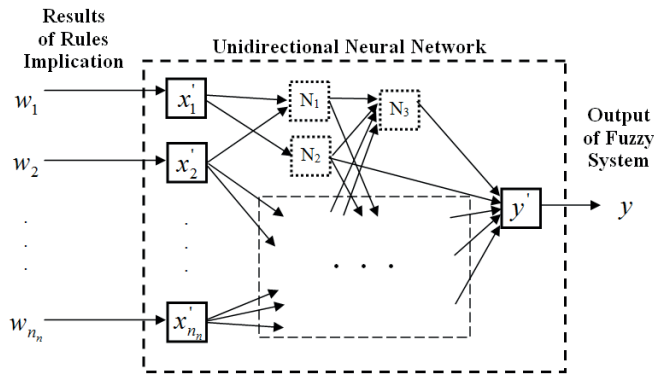 Results
of Rules
Implication
Unidirectional Neural Network
w₁
x'₁
N₁
N₂
N₃
w₂
x'₂
Output
of Fuzzy
System
y'
y
. . .
wₙₙ
x'ₙₙ